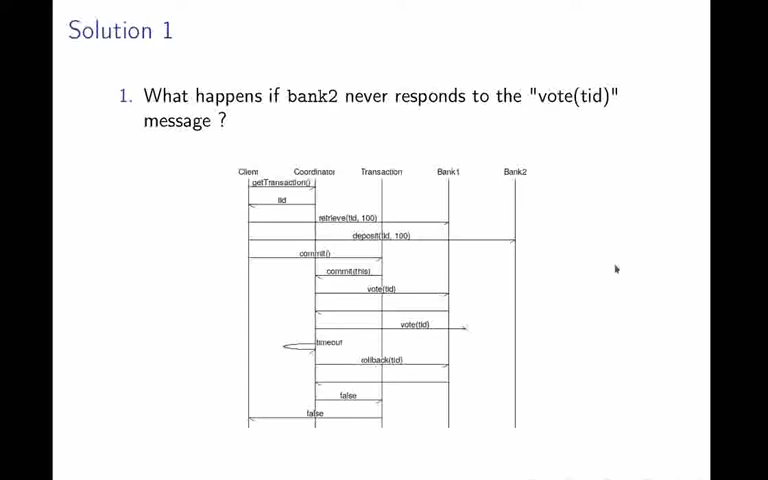 Solution 1
1. What happens if bank2 never responds to the "vote(tid)"
message ?
Client Coordinator Transaction Bank1 Bank2
getTransaction()
tid
retrieve(tid, 100)
deposit(tid, 100)
commit()
commit(this)
vote(tid)
vote(tid)
timeout
rollback(tid)
false
false